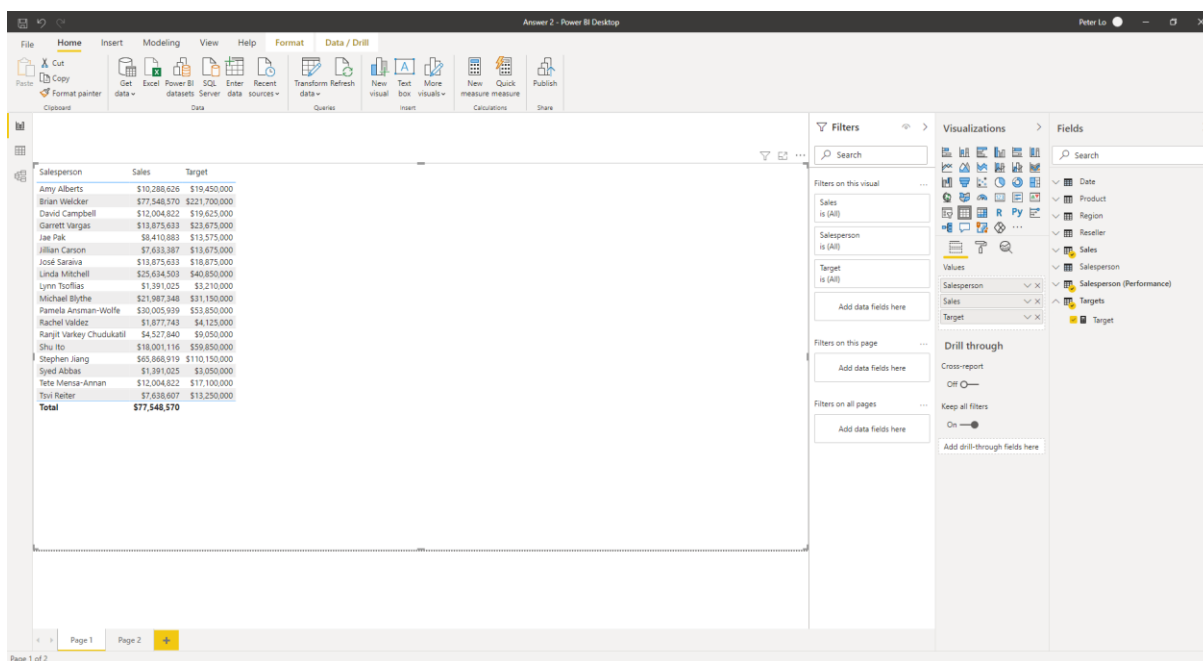 Answer 2 - Power BI Desktop
Peter Lo
File Home Insert Modeling View Help Format Data / Drill
Paste
Cut
Copy
Format painter
Clipboard
Get data
Excel
Power BI datasets
SQL Server
Enter data
Recent sources
Data
Transform data
Refresh
Queries
New visual
Text box
More visuals
Insert
New measure
Quick measure
Calculations
Publish
Share
Salesperson Sales Target
Amy Alberts $10,288,626 $19,450,000
Brian Welcker $77,548,570 $221,700,000
David Campbell $12,004,822 $19,625,000
Garrett Vargas $13,875,633 $23,675,000
Jae Pak $8,410,883 $13,575,000
Jillian Carson $7,633,387 $13,675,000
José Saraiva $13,875,633 $18,875,000
Linda Mitchell $25,634,503 $40,850,000
Lynn Tsoflias $1,391,025 $3,210,000
Michael Blythe $21,987,348 $31,150,000
Pamela Ansman-Wolfe $30,005,939 $53,850,000
Rachel Valdez $1,877,743 $4,125,000
Ranjit Varkey Chudukatil $4,527,840 $9,050,000
Shu Ito $18,001,116 $59,850,000
Stephen Jiang $65,868,919 $110,150,000
Syed Abbas $1,391,025 $3,050,000
Tete Mensa-Annan $12,004,822 $17,100,000
Tsvi Reiter $7,638,607 $13,250,000
Total $77,548,570
Filters
Search
Filters on this visual
Sales
is (All)
Salesperson
is (All)
Target
is (All)
Add data fields here
Filters on this page
Add data fields here
Filters on all pages
Add data fields here
Visualizations
R Py
Values
Salesperson
Sales
Target
Drill through
Cross-report
Off
Keep all filters
On
Add drill-through fields here
Fields
Search
Date
Product
Region
Reseller
Sales
Salesperson
Salesperson (Performance)
Targets
Target
Page 1
Page 2
Page 1 of 2